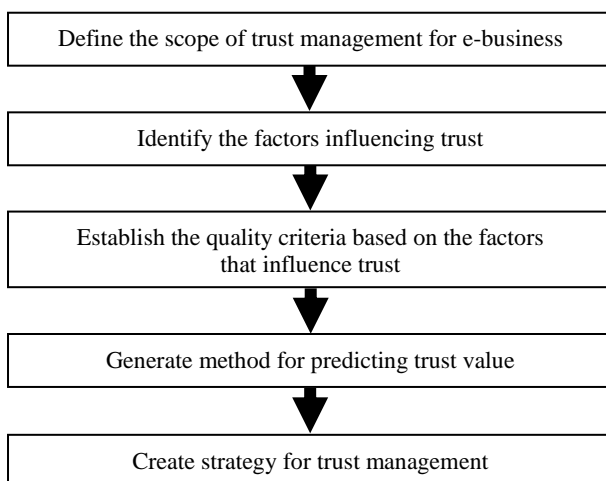 Define the scope of trust management for e-business
Identify the factors influencing trust
Establish the quality criteria based on the factors
that influence trust
Generate method for predicting trust value
Create strategy for trust management